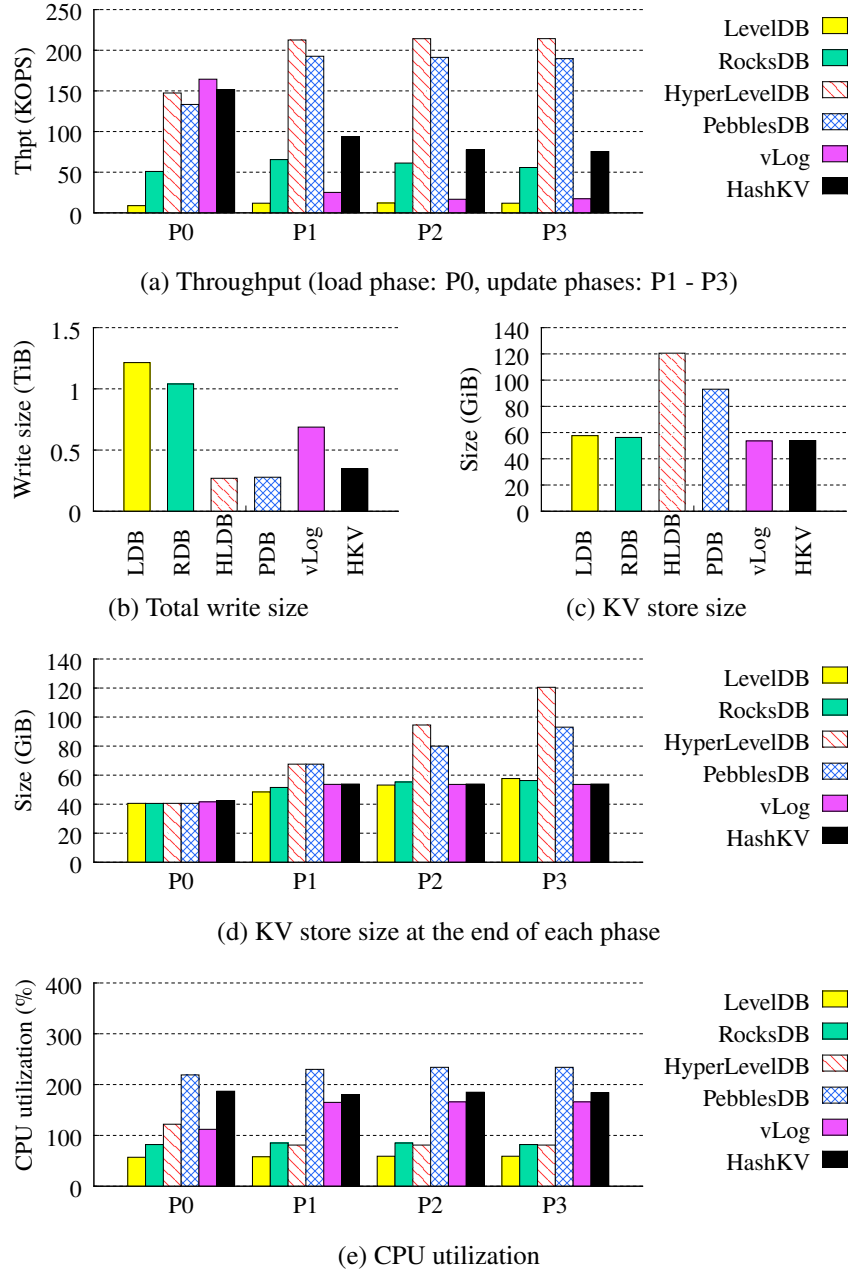 Thpt (KOPS)
250
200
150
100
50
0
P0 P1 P2 P3
LevelDB
RocksDB
HyperLevelDB
PebblesDB
vLog
HashKV
(a) Throughput (load phase: P0, update phases: P1 - P3)
Write size (TiB)
1.5
1
0.5
0
LDB RDB HLDB PDB vLog HKV
(b) Total write size
Size (GiB)
140
120
100
80
60
40
20
0
LDB RDB HLDB PDB vLog HKV
(c) KV store size
Size (GiB)
140
120
100
80
60
40
20
0
P0 P1 P2 P3
LevelDB
RocksDB
HyperLevelDB
PebblesDB
vLog
HashKV
(d) KV store size at the end of each phase
CPU utilization (%)
400
300
200
100
0
P0 P1 P2 P3
LevelDB
RocksDB
HyperLevelDB
PebblesDB
vLog
HashKV
(e) CPU utilization